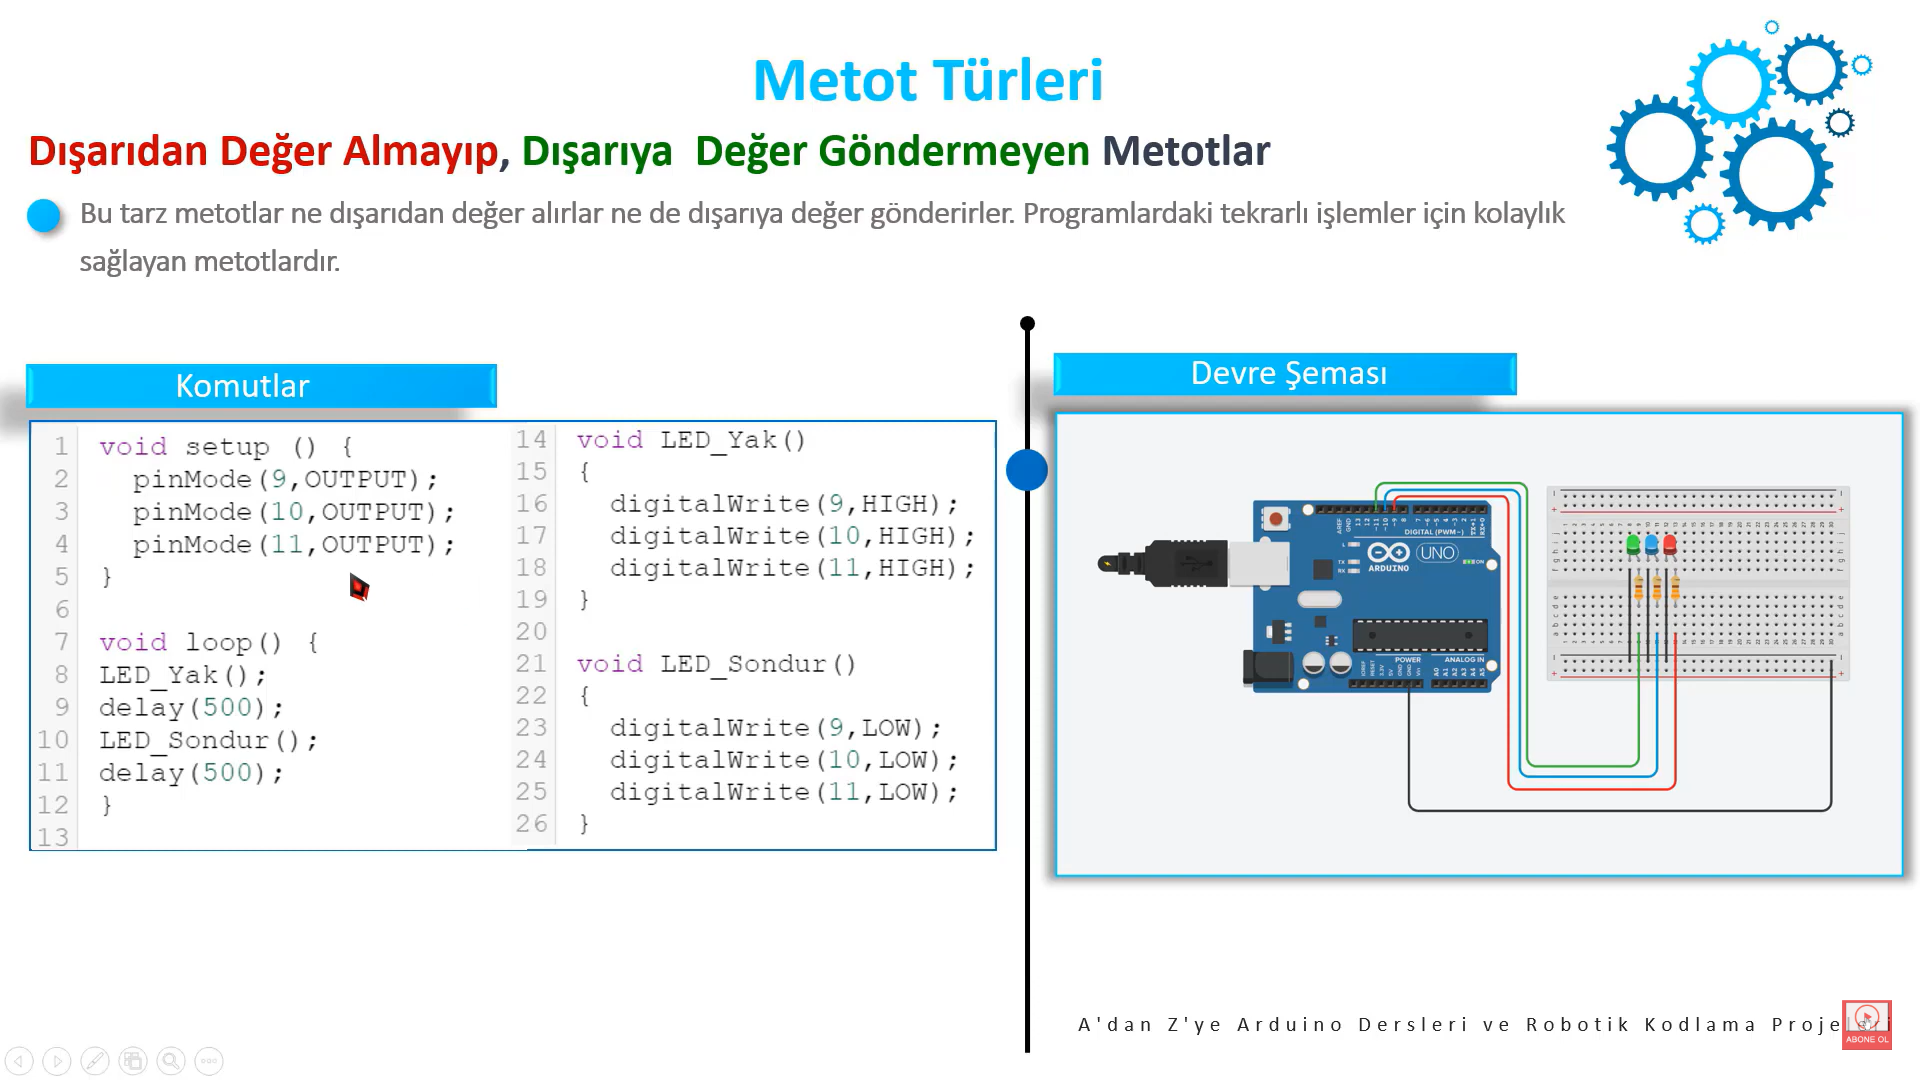 Metot Türleri
Dışarıdan Değer Almayıp, Dışarıya Değer Göndermeyen Metotlar
Bu tarz metotlar ne dışarıdan değer alırlar ne de dışarıya değer gönderirler. Programlardaki tekrarlı işlemler için kolaylık
sağlayan metotlardır.
Komutlar
1 void setup () {
2 pinMode(9,OUTPUT);
3 pinMode(10,OUTPUT);
4 pinMode(11,OUTPUT);
5 }
6
7 void loop() {
8 LED_Yak();
9 delay(500);
10 LED_Sondur();
11 delay(500);
12 }
13
14 void LED_Yak()
15 {
16 digitalWrite(9,HIGH);
17 digitalWrite(10,HIGH);
18 digitalWrite(11,HIGH);
19 }
20
21 void LED_Sondur()
22 {
23 digitalWrite(9,LOW);
24 digitalWrite(10,LOW);
25 digitalWrite(11,LOW);
26 }
Devre Şeması
DIGITAL (PWM~)
UNO
ARDUINO
TX
RX
ON
POWER
ANALOG IN
A'dan Z'ye Arduino Dersleri ve Robotik Kodlama Projeleri
ABONE OL